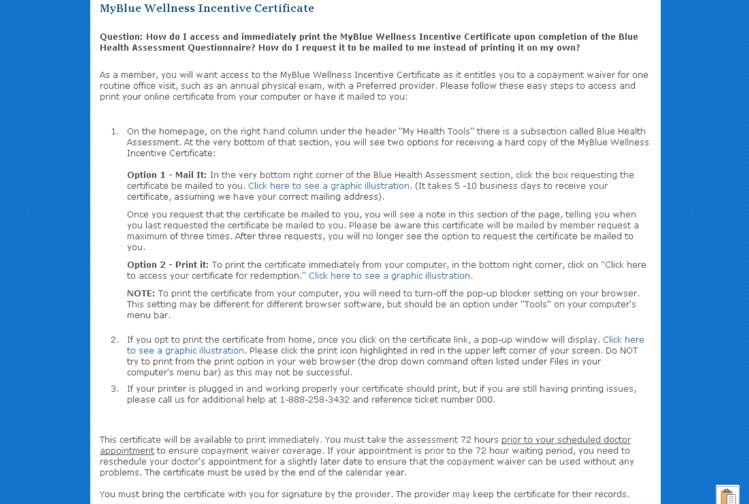 MyBlue Wellness Incentive Certificate
Question: How do I access and immediately print the MyBlue Wellness Incentive Certificate upon completion of the Blue
Health Assessment Questionnaire? How do I request it to be mailed to me instead of printing it on my own?
As a member, you will want access to the MyBlue Wellness Incentive Certificate as it entitles you to a copayment waiver for one
routine office visit, such as an annual physical exam, with a Preferred provider. Please follow these easy steps to access and
print your online certificate from your computer or have it mailed to you:
1. On the homepage, on the right hand column under the header "My Health Tools" there is a subsection called Blue Health
Assessment. At the very bottom of that section, you will see two options for receiving a hard copy of the MyBlue Wellness
Incentive Certificate:
Option 1 - Mail It: In the very bottom right corner of the Blue Health Assessment section, click the box requesting the
certificate be mailed to you. Click here to see a graphic illustration. (It takes 5 -10 business days to receive your
certificate, assuming we have your correct mailing address).
Once you request that the certificate be mailed to you, you will see a note in this section of the page, telling you when
you last requested the certificate be mailed to you. Please be aware this certificate will be mailed by member request a
maximum of three times. After three requests, you will no longer see the option to request the certificate be mailed to
you.
Option 2 - Print it: To print the certificate immediately from your computer, in the bottom right corner, click on "Click here
to access your certificate for redemption." Click here to see a graphic illustration.
NOTE: To print the certificate from your computer, you will need to turn-off the pop-up blocker setting on your browser.
This setting may be different for different browser software, but should be an option under "Tools" on your computer's
menu bar.
2. If you opt to print the certificate from home, once you click on the certificate link, a pop-up window will display. Click here
to see a graphic illustration. Please click the print icon highlighted in red in the upper left corner of your screen. Do NOT
try to print from the print option in your web browser (the drop down command often listed under Files in your
computer's menu bar) as this may not be successful.
3. If your printer is plugged in and working properly your certificate should print, but if you are still having printing issues,
please call us for additional help at 1-888-258-3432 and reference ticket number 000.
This certificate will be available to print immediately. You must take the assessment 72 hours prior to your scheduled doctor
appointment to ensure copayment waiver coverage. If your appointment is prior to the 72 hour waiting period, you need to
reschedule your doctor's appointment for a slightly later date to ensure that the copayment waiver can be used without any
problems. The certificate must be used by the end of the calendar year.
You must bring the certificate with you for signature by the provider. The provider may keep the certificate for their records.